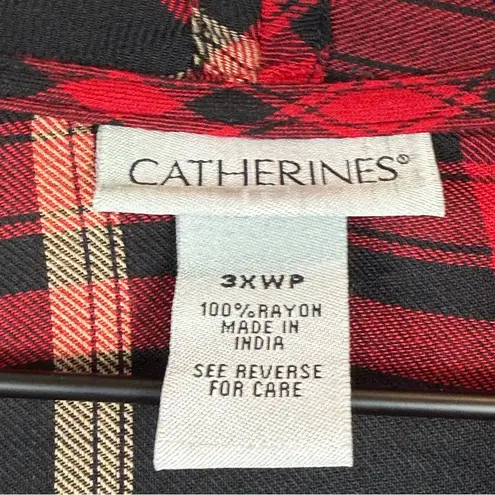 CATHERINES®
3XWP
100%RAYON
MADE IN
INDIA
SEE REVERSE
FOR CARE